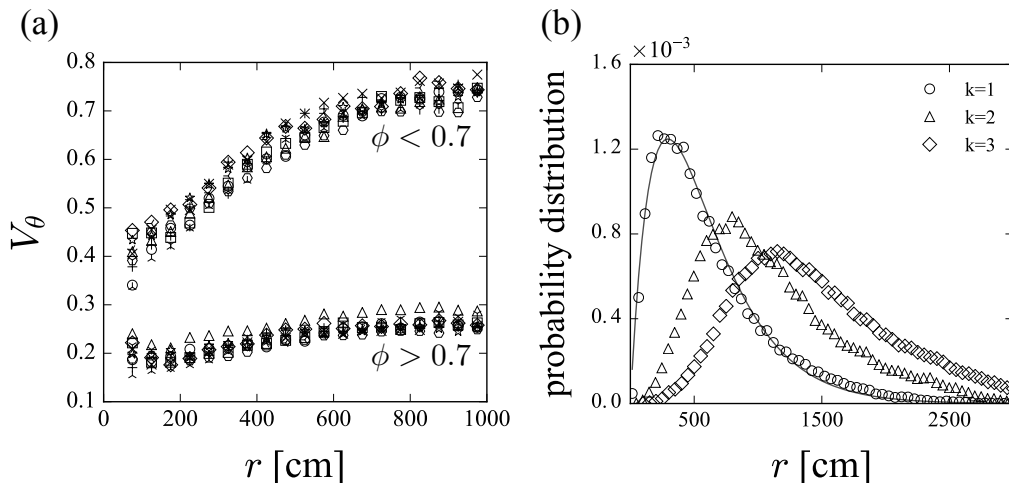 (a)
V_θ
0.8
0.7
0.6
0.5
0.4
0.3
0.2
0.1
ϕ < 0.7
ϕ > 0.7
0 200 400 600 800 1000
r [cm]
(b)
×10⁻³
probability distribution
1.6
1.2
0.8
0.4
0.0
k=1
k=2
k=3
500 1500 2500
r [cm]